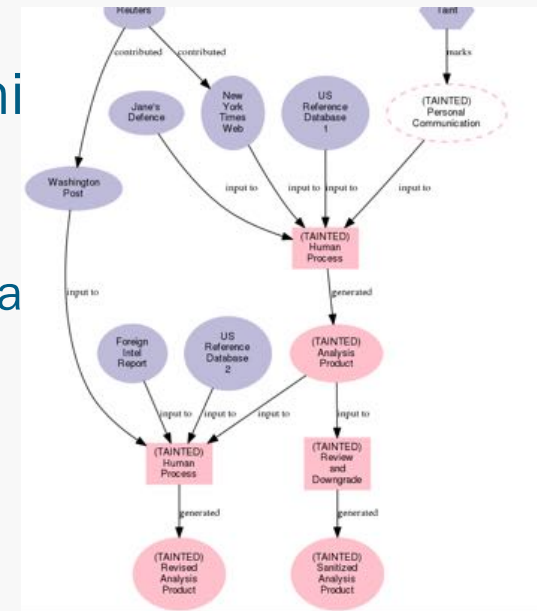 Reuters
Taint
contributed
contributed
marks
ni
Jane's
Defence
New
York
Times
Web
US
Reference
Database
1
(TAINTED)
Personal
Communication
Washington
Post
input to
input to
input to
input to
(TAINTED)
Human
Process
input to
a
generated
Foreign
Intel
Report
US
Reference
Database
2
(TAINTED)
Analysis
Product
input to
input to
input to
input to
(TAINTED)
Human
Process
(TAINTED)
Review
and
Downgrade
generated
generated
(TAINTED)
Revised
Analysis
Product
(TAINTED)
Sanitized
Analysis
Product